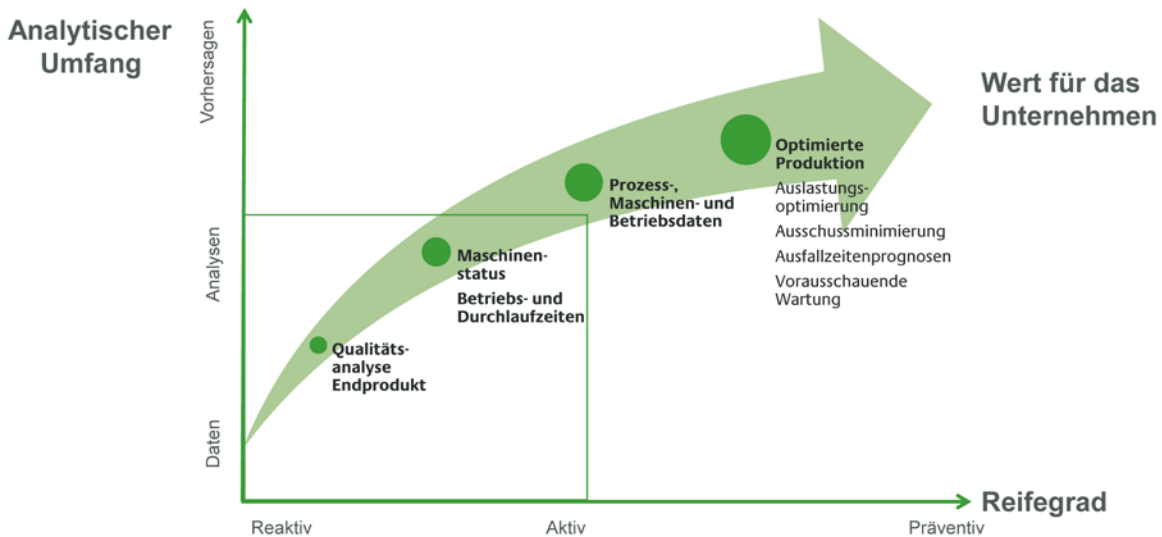 Analytischer
Umfang
Vorhersagen
Analysen
Daten
Wert für das
Unternehmen
Optimierte
Produktion
Auslastungs-
optimierung
Ausschussminimierung
Ausfallzeitenprognosen
Vorausschauende
Wartung
Prozess-,
Maschinen- und
Betriebsdaten
Maschinen-
status
Betriebs- und
Durchlaufzeiten
Qualitäts-
analyse
Endprodukt
Reifegrad
Reaktiv
Aktiv
Präventiv